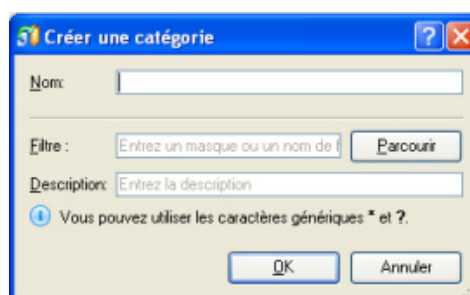 Créer une catégorie
Nom:
Filtre : Entrez un masque ou un nom de f Parcourir
Description: Entrez la description
Vous pouvez utiliser les caractères génériques * et ?.
OK Annuler